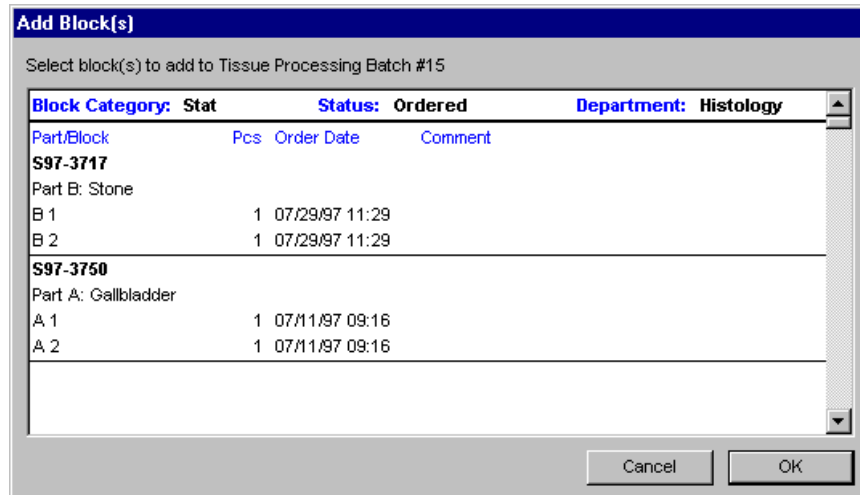 Add Block(s)
Select block(s) to add to Tissue Processing Batch #15
Block Category: Stat Status: Ordered Department: Histology
Part/Block Pcs Order Date Comment
S97-3717
Part B: Stone
B 1 1 07/29/97 11:29
B 2 1 07/29/97 11:29
S97-3750
Part A: Gallbladder
A 1 1 07/11/97 09:16
A 2 1 07/11/97 09:16
Cancel OK